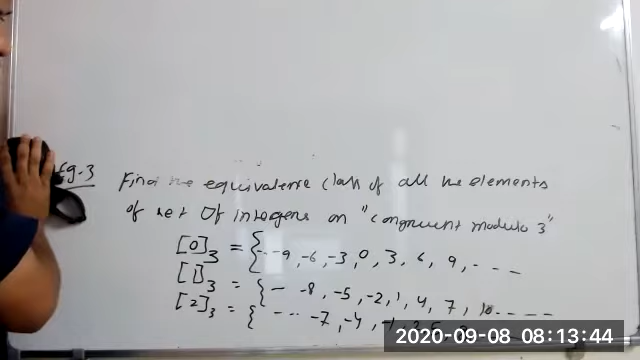 Eg-3 Find the equivalence class of all the elements
of set of integers on "congruent modulo 3"
[0]₃ = {-- -9, -6, -3, 0, 3, 6, 9, - - - -
[1]₃ = {- -8, -5, -2, 1, 4, 7, 10 - - - -
[2]₃ = { - -- -7, -4,
2020-09-08 08:13:44